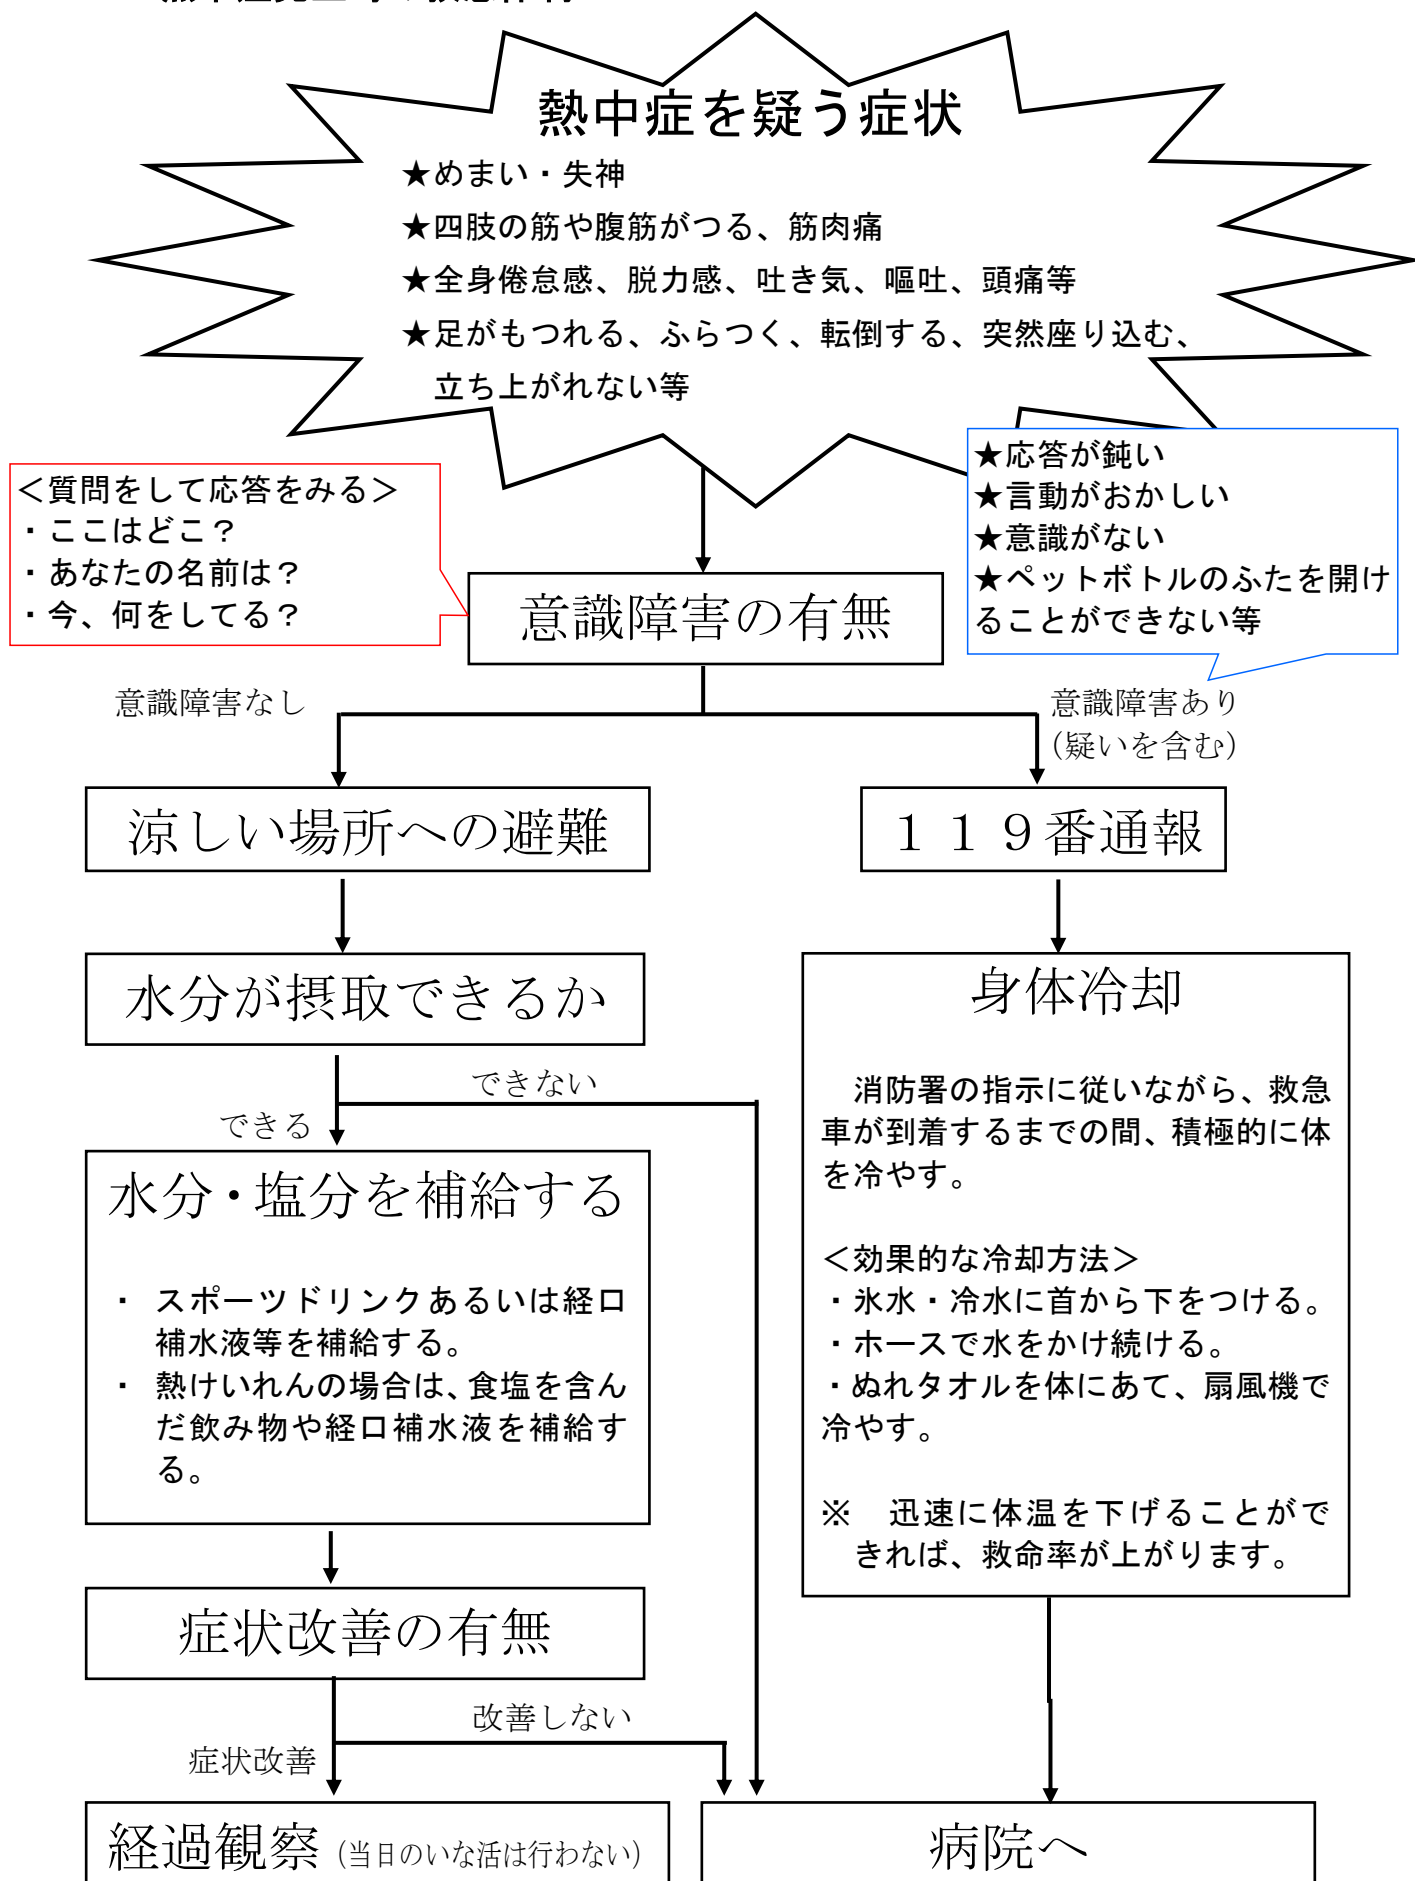 熱中症を疑う症状
★めまい・失神
★四肢の筋や腹筋がつる、筋肉痛
★全身倦怠感、脱力感、吐き気、嘔吐、頭痛等
★足がもつれる、ふらつく、転倒する、突然座り込む、
立ち上がれない等
＜質問をして応答をみる＞
・ここはどこ？
・あなたの名前は？
・今、何をしてる？
★応答が鈍い
★言動がおかしい
★意識がない
★ペットボトルのふたを開け
ることができない等
意識障害の有無
意識障害なし
意識障害あり
（疑いを含む）
涼しい場所への避難
１１９番通報
水分が摂取できるか
できない
できる
水分・塩分を補給する
・ スポーツドリンクあるいは経口
補水液等を補給する。
・ 熱けいれんの場合は、食塩を含ん
だ飲み物や経口補水液を補給す
る。
身体冷却
消防署の指示に従いながら、救急
車が到着するまでの間、積極的に体
を冷やす。
＜効果的な冷却方法＞
・氷水・冷水に首から下をつける。
・ホースで水をかけ続ける。
・ぬれタオルを体にあて、扇風機で
冷やす。
※ 迅速に体温を下げることがで
きれば、救命率が上がります。
症状改善の有無
改善しない
症状改善
経過観察（当日のいな活は行わない）
病院へ